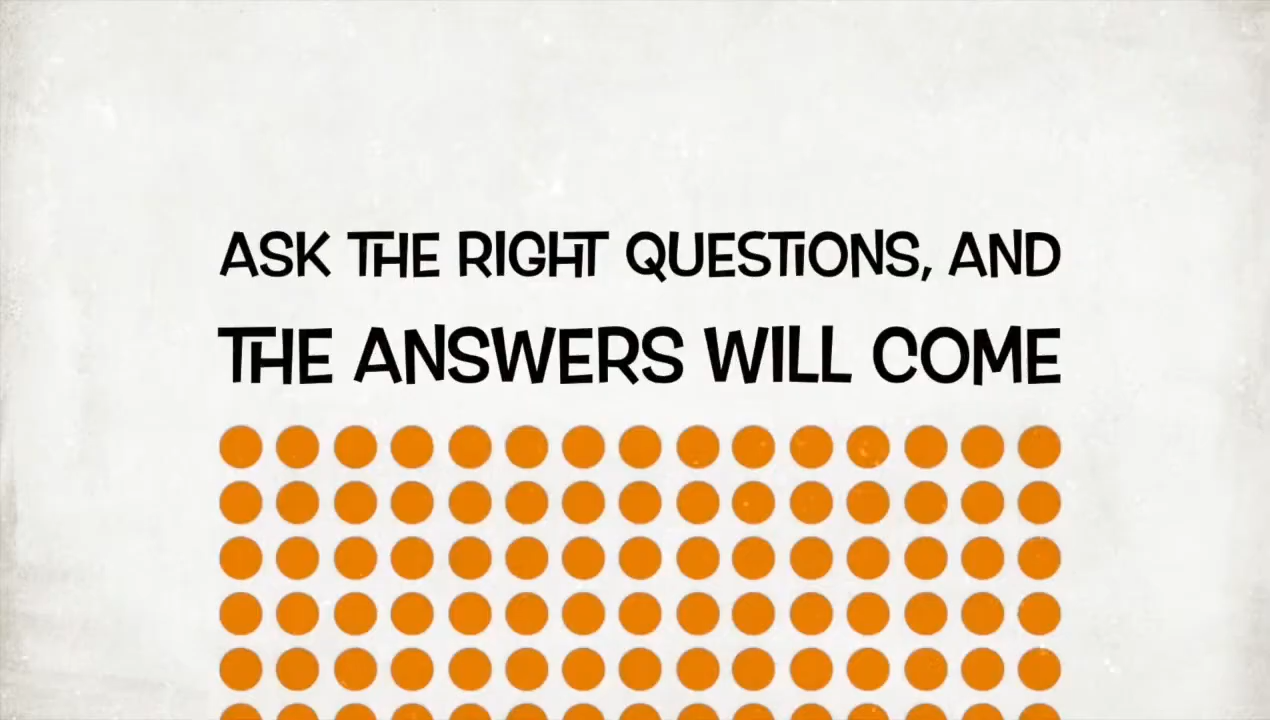 ASK THE RIGHT QUESTIONS, AND
THE ANSWERS WILL COME